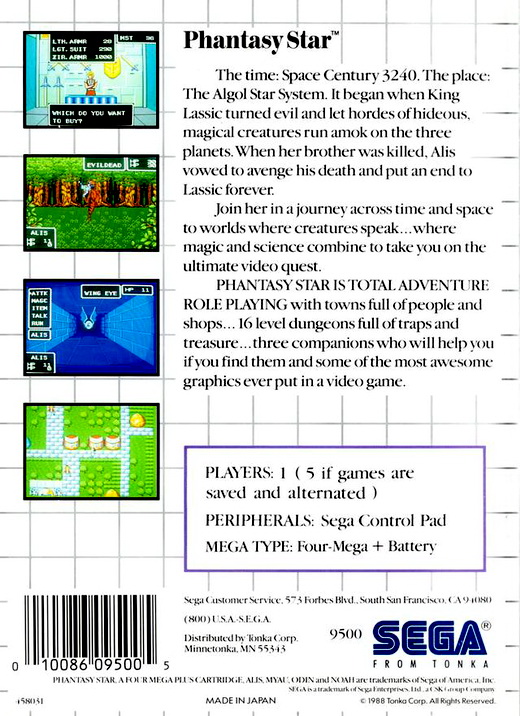 LTH. ARMR 28
LGT. SUIT 290
ZIR. ARMR 1000
MST 36
WHICH DO YOU WANT
TO BUY?
EVILDEAD HP
ALIS
HP
ATTK
MAGC
ITEM
TALK
RUN
ALIS
WING EYE HP 11
ALIS
HP
Phantasy Star™
The time: Space Century 3240. The place:
The Algol Star System. It began when King
Lassic turned evil and let hordes of hideous,
magical creatures run amok on the three
planets. When her brother was killed, Alis
vowed to avenge his death and put an end to
Lassic forever.
Join her in a journey across time and space
to worlds where creatures speak...where
magic and science combine to take you on the
ultimate video quest.
PHANTASY STAR IS TOTAL ADVENTURE
ROLE PLAYING with towns full of people and
shops...16 level dungeons full of traps and
treasure...three companions who will help you
if you find them and some of the most awesome
graphics ever put in a video game.
PLAYERS: 1 ( 5 if games are
saved and alternated )
PERIPHERALS: Sega Control Pad
MEGA TYPE: Four-Mega + Battery
Sega Customer Service, 573 Forbes Blvd., South San Francisco, CA 94080
(800) U.S.A.-S.E.G.A.
Distributed by Tonka Corp.
Minnetonka, MN 55343
9500
SEGA®
FROM TONKA
0 10086 09500 5
PHANTASY STAR, A FOUR MEGA PLUS CARTRIDGE, ALIS, MYAU, ODIN and NOAH are trademarks of Sega of America, Inc.
SEGA is a trademark of Sega Enterprises, Ltd., a CSK Group Company
458031
MADE IN JAPAN
© 1988 Tonka Corp. All Rights Reserved.